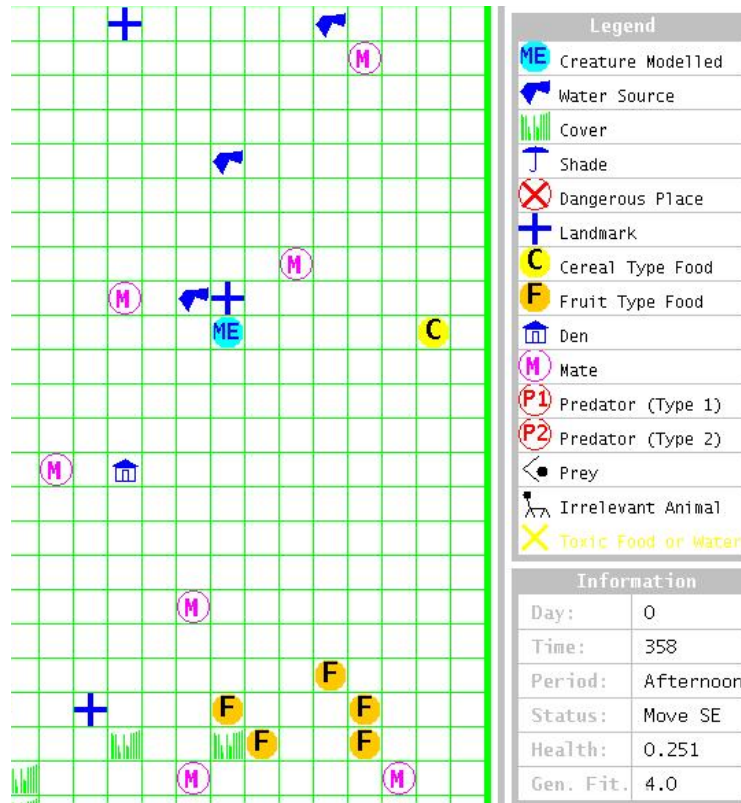 M
M
M
ME
C
M
M
F
F
F
F
F
M
M
Legend
ME Creature Modelled
Water Source
Cover
Shade
Dangerous Place
Landmark
C Cereal Type Food
F Fruit Type Food
Den
M Mate
P1 Predator (Type 1)
P2 Predator (Type 2)
Prey
Irrelevant Animal
Toxic Food or Water
Information
Day: 0
Time: 358
Period: Afternoon
Status: Move SE
Health: 0.251
Gen. Fit. 4.0